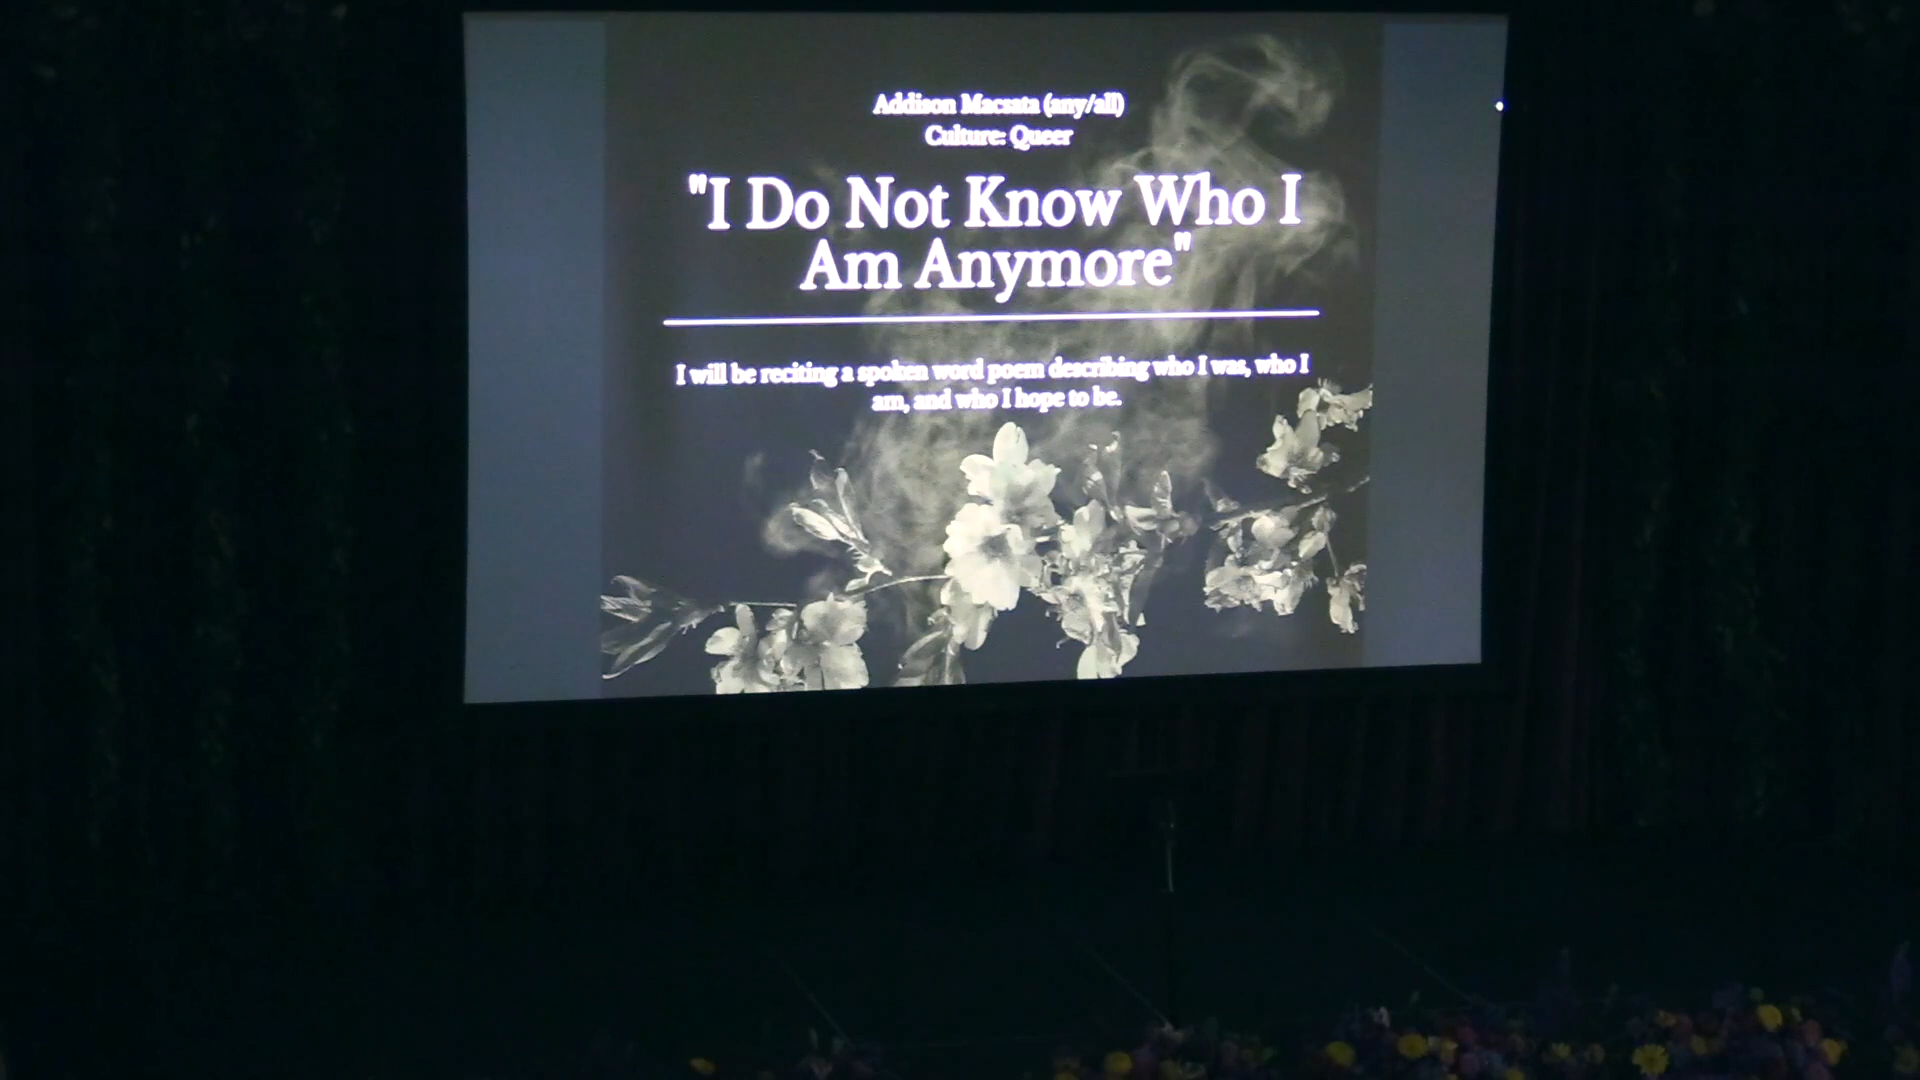 Addison Macsata (any/all)
Culture: Queer
"I Do Not Know Who I
Am Anymore"
I will be reciting a spoken word poem describing who I was, who I
am, and who I hope to be.